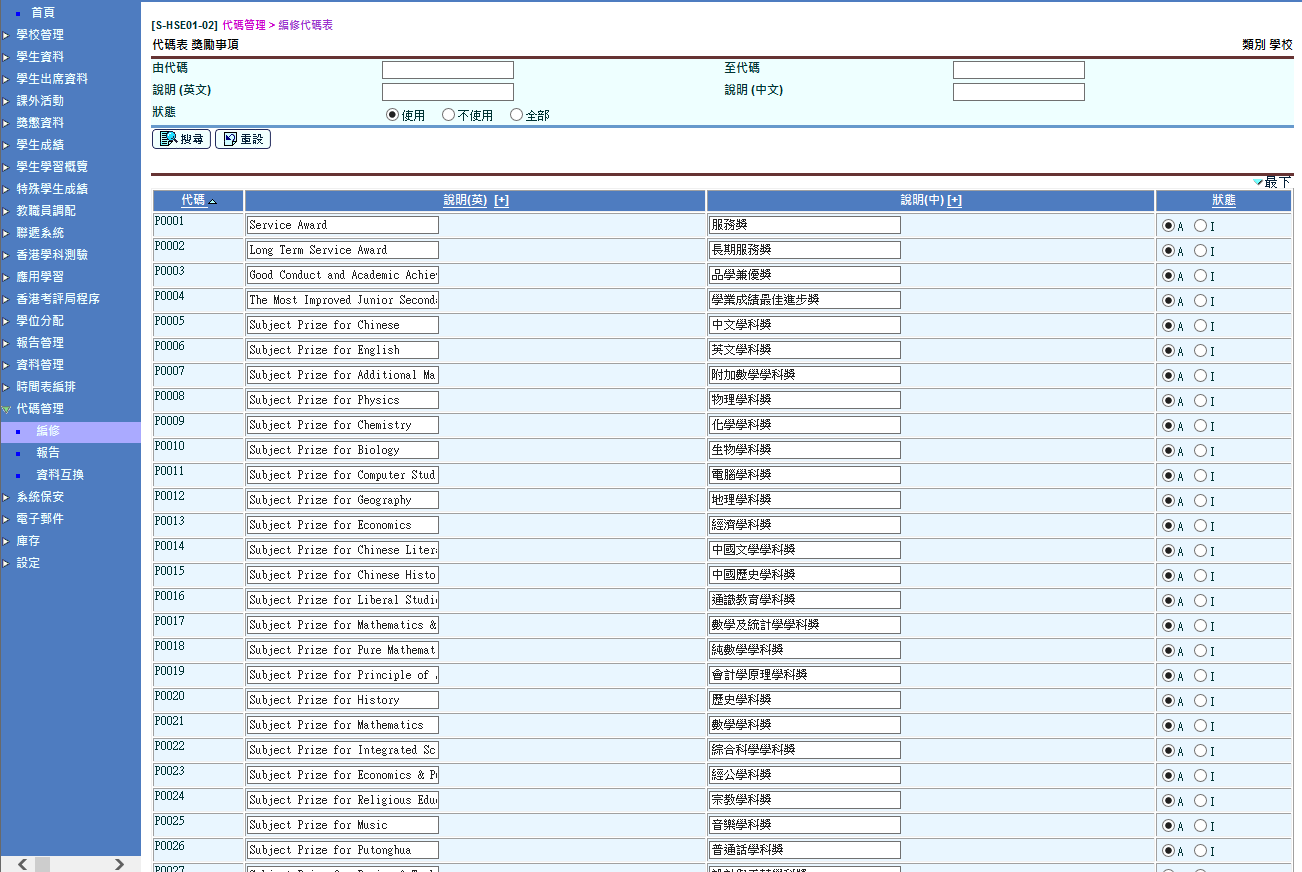 首頁
學校管理
學生資料
學生出席資料
課外活動
獎懲資料
學生成績
學生學習概覽
特殊學生成績
教職員調配
聯遞系統
香港學科測驗
應用學習
香港考評局程序
學位分配
報告管理
資料管理
時間表編排
代碼管理
編修
報告
資料互換
系統保安
電子郵件
庫存
設定
[S-HSE01-02] 代碼管理 > 編修代碼表
代碼表 獎勵事項 類別 學校
由代碼 至代碼
說明 (英文) 說明 (中文)
狀態 使用 不使用 全部
搜尋 重設
最下
代碼 說明(英) [+] 說明(中) [+] 狀態
P0001 Service Award 服務獎 A I
P0002 Long Term Service Award 長期服務獎 A I
P0003 Good Conduct and Academic Achie 品學兼優獎 A I
P0004 The Most Improved Junior Second 學業成績最佳進步獎 A I
P0005 Subject Prize for Chinese 中文學科獎 A I
P0006 Subject Prize for English 英文學科獎 A I
P0007 Subject Prize for Additional Ma 附加數學學科獎 A I
P0008 Subject Prize for Physics 物理學科獎 A I
P0009 Subject Prize for Chemistry 化學學科獎 A I
P0010 Subject Prize for Biology 生物學科獎 A I
P0011 Subject Prize for Computer Stud 電腦學科獎 A I
P0012 Subject Prize for Geography 地理學科獎 A I
P0013 Subject Prize for Economics 經濟學科獎 A I
P0014 Subject Prize for Chinese Liter 中國文學學科獎 A I
P0015 Subject Prize for Chinese Histo 中國歷史學科獎 A I
P0016 Subject Prize for Liberal Studi 通識教育學科獎 A I
P0017 Subject Prize for Mathematics & 數學及統計學學科獎 A I
P0018 Subject Prize for Pure Mathemat 純數學學科獎 A I
P0019 Subject Prize for Principle of 會計學原理學科獎 A I
P0020 Subject Prize for History 歷史學科獎 A I
P0021 Subject Prize for Mathematics 數學學科獎 A I
P0022 Subject Prize for Integrated Sc 綜合科學學科獎 A I
P0023 Subject Prize for Economics & P 經公學科獎 A I
P0024 Subject Prize for Religious Edu 宗教學科獎 A I
P0025 Subject Prize for Music 音樂學科獎 A I
P0026 Subject Prize for Putonghua 普通話學科獎 A I
P0027